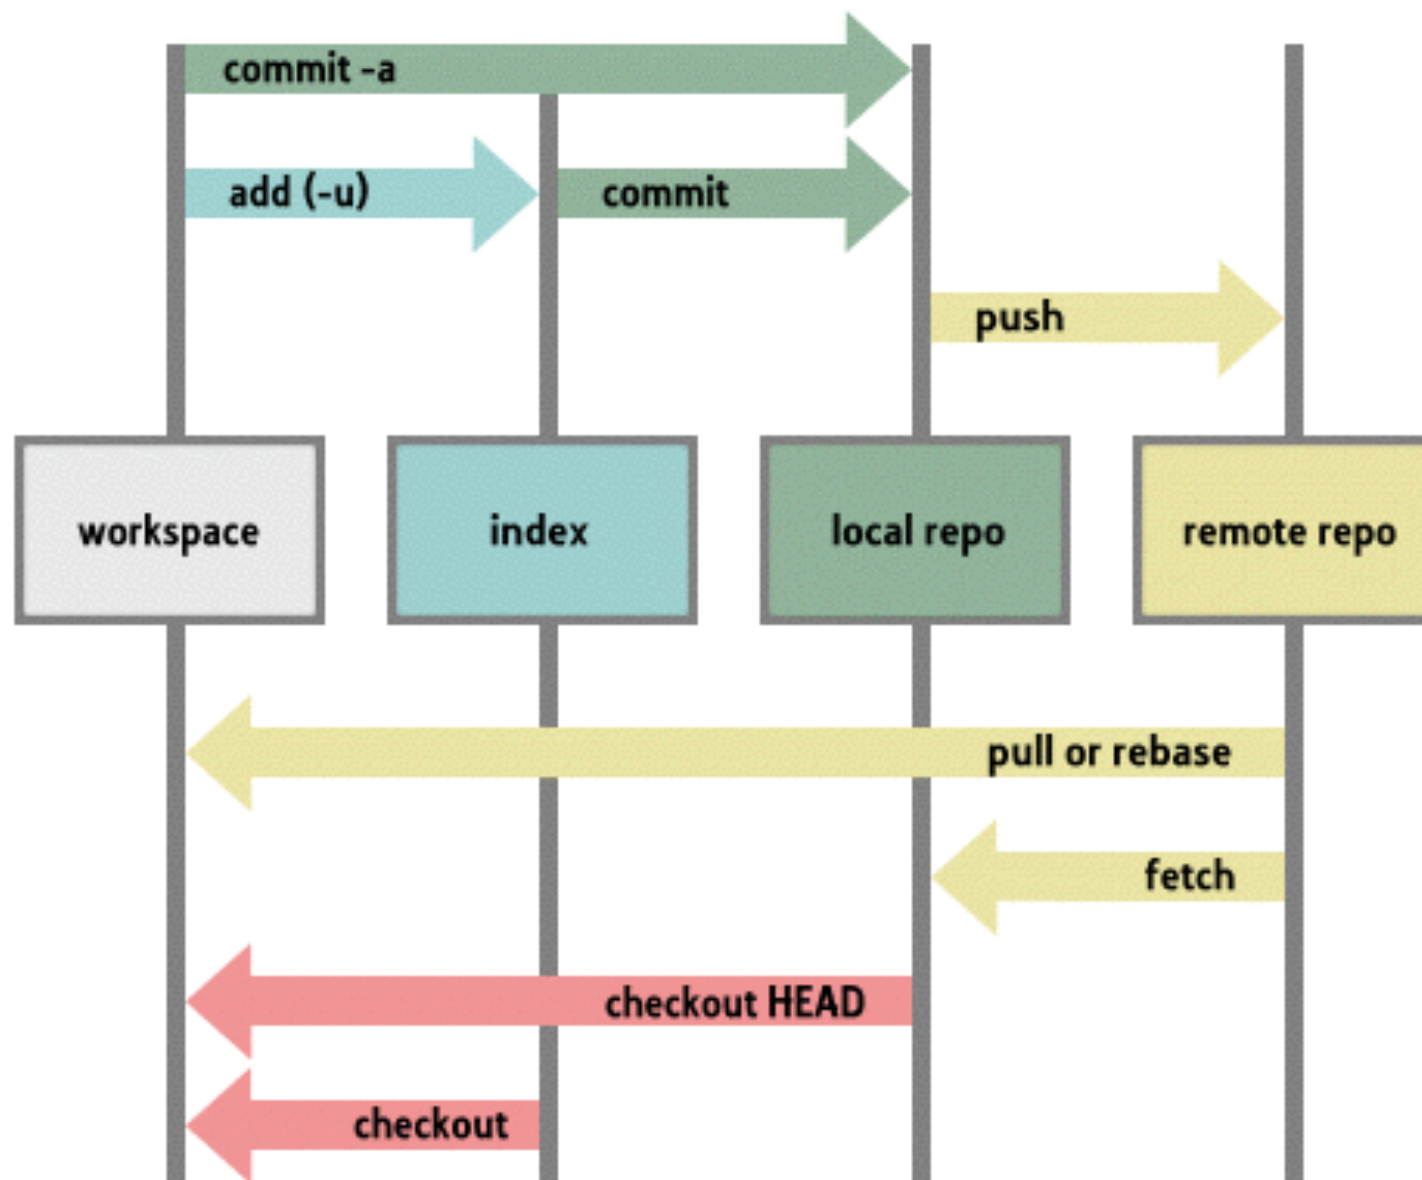 commit -a
add (-u)
commit
push
workspace
index
local repo
remote repo
pull or rebase
fetch
checkout HEAD
checkout